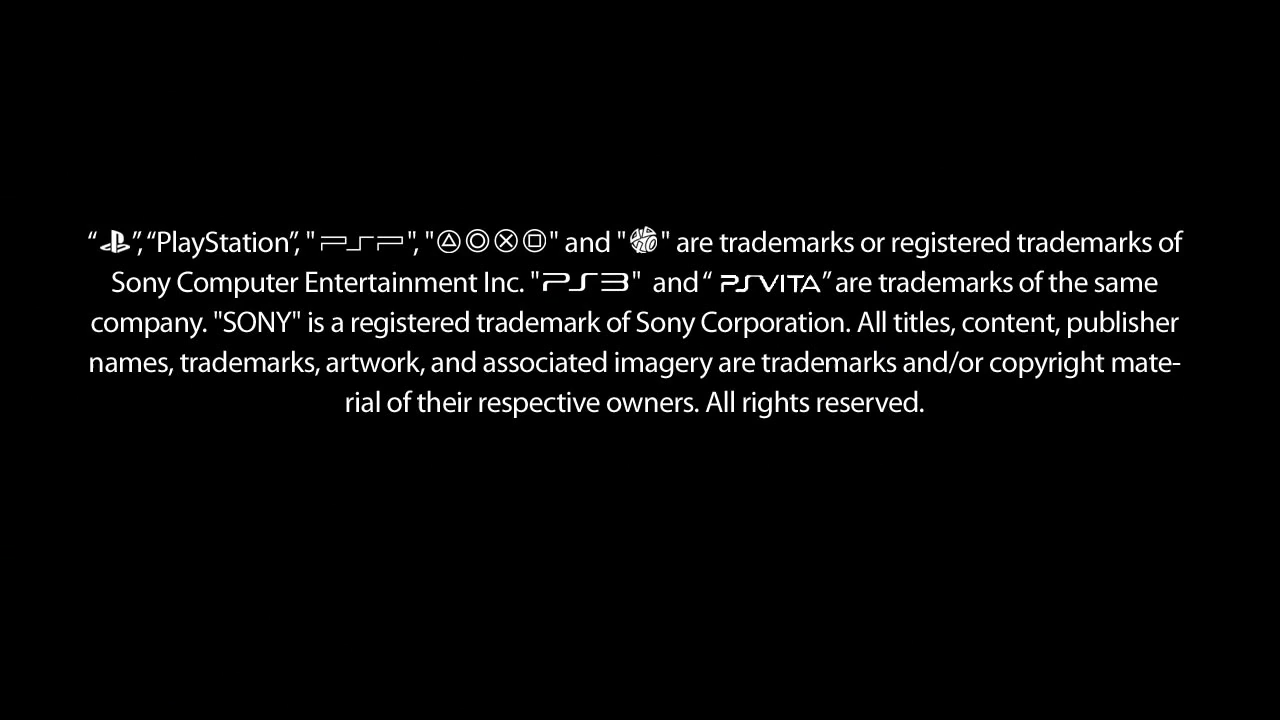 “ ”, “PlayStation”, "PSP", "△○✕□" and " " are trademarks or registered trademarks of
Sony Computer Entertainment Inc. "PS3" and “ PSVITA” are trademarks of the same
company. "SONY" is a registered trademark of Sony Corporation. All titles, content, publisher
names, trademarks, artwork, and associated imagery are trademarks and/or copyright mate-
rial of their respective owners. All rights reserved.